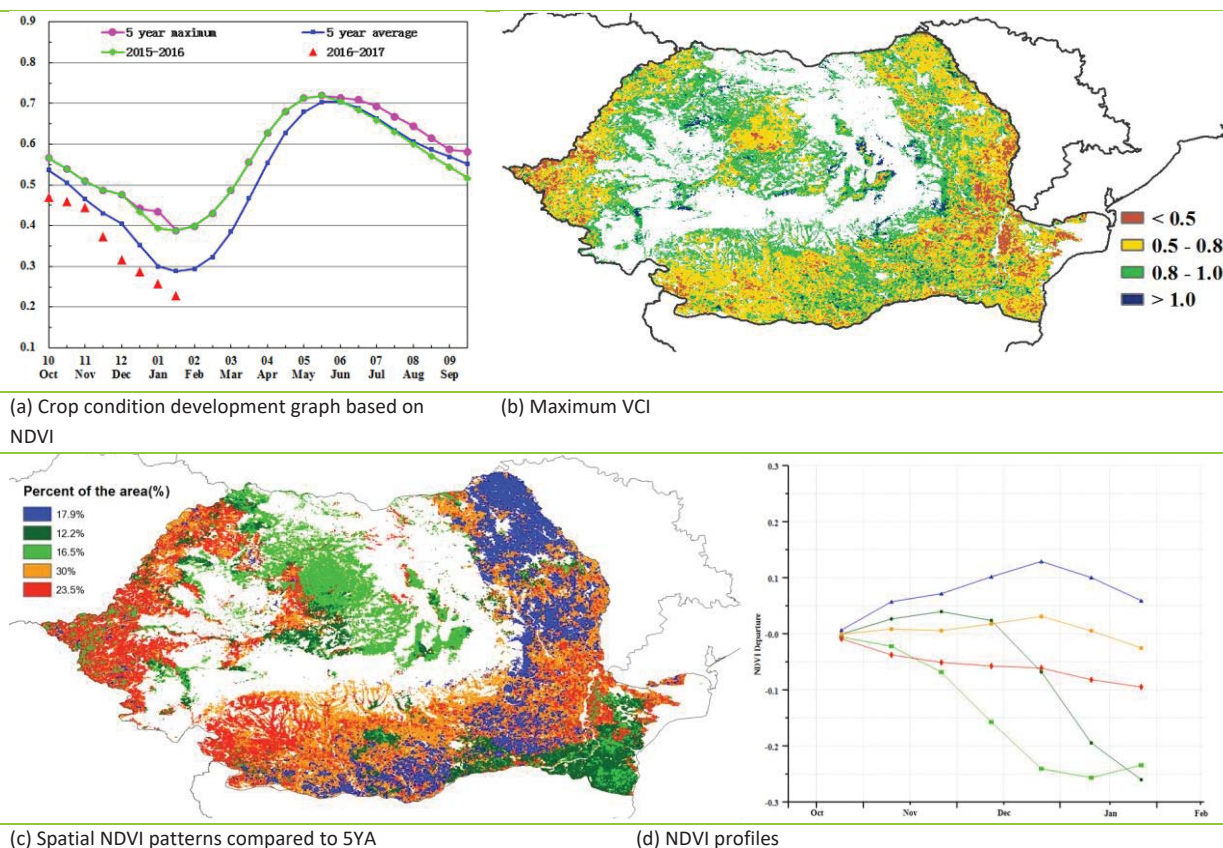 0.9
0.8
0.7
0.6
0.5
0.4
0.3
0.2
0.1
5 year maximum
5 year average
2015-2016
2016-2017
10 11 12 01 02 03 04 05 06 07 08 09
Oct Nov Dec Jan Feb Mar Apr May Jun Jul Aug Sep
< 0.5
0.5 - 0.8
0.8 - 1.0
> 1.0
(a) Crop condition development graph based on
NDVI
(b) Maximum VCI
Percent of the area(%)
17.9%
12.2%
16.5%
30%
23.5%
0.3
0.2
0.1
-0.0
-0.1
-0.2
-0.3
NDVI Departure
Oct Nov Dec Jan Feb
(c) Spatial NDVI patterns compared to 5YA
(d) NDVI profiles